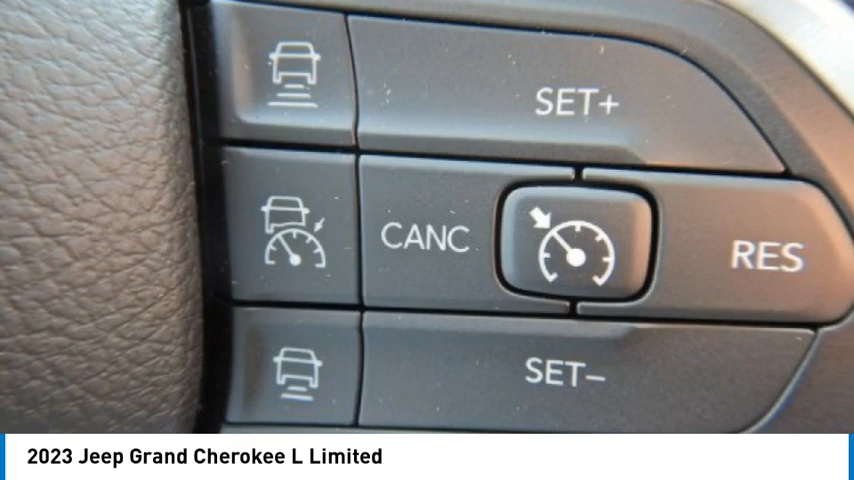 SET+
CANC
RES
SET−
2023 Jeep Grand Cherokee L Limited